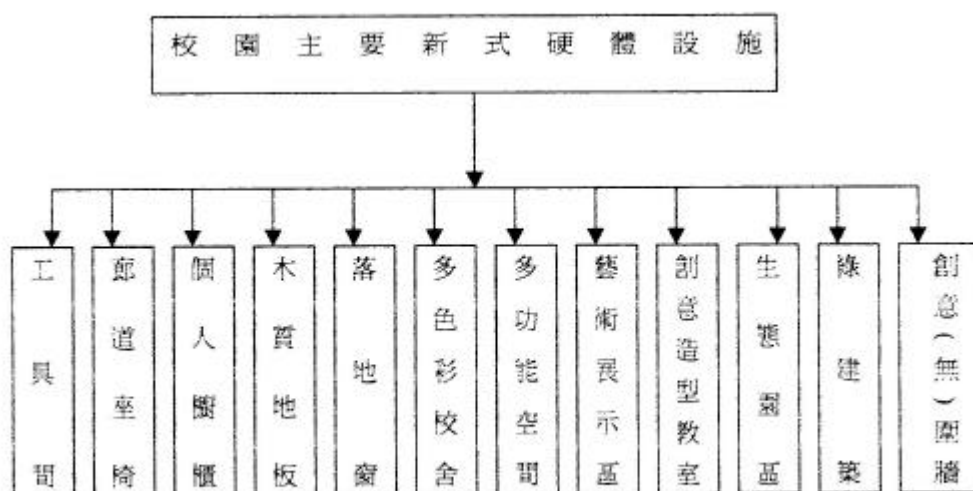 校園主要新式硬體設施
工具間
廊道座椅
個人櫥櫃
木質地板
落地窗
多色彩校舍
多功能空間
藝術展示區
創意造型教室
生態園區
綠建築
創意(無)圍牆